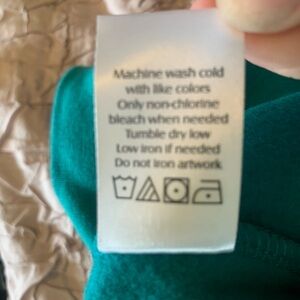 Machine wash cold
with like colors
Only non-chlorine
bleach when needed
Tumble dry low
Low iron if needed
Do not iron artwork